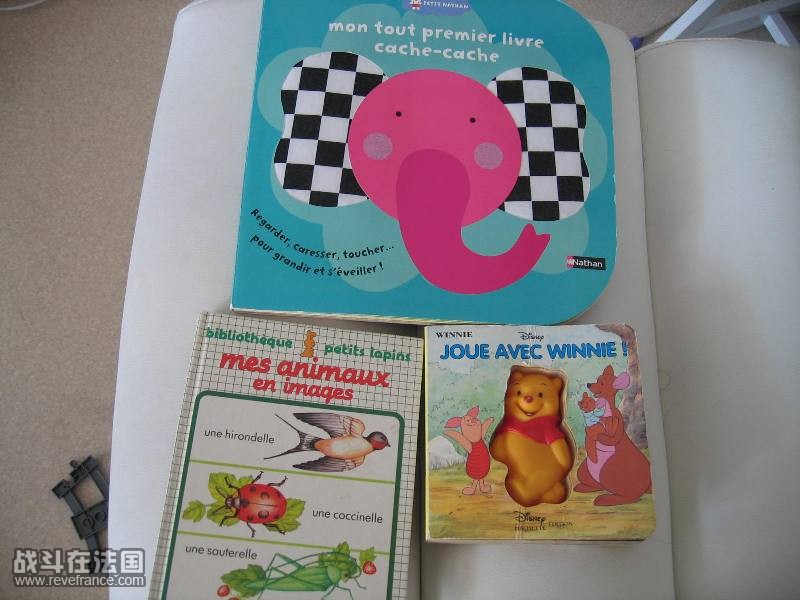 PETIT NATHAN
mon tout premier livre
cache-cache
Regarder, caresser, toucher...
pour grandir et s'éveiller !
Nathan
bibliothèque petits lapins
mes animaux
en images
une hirondelle
une coccinelle
une sauterelle
WINNIE Disney
JOUE AVEC WINNIE !
Disney
HACHETTE EDITION
战斗在法国
www.revefrance.com